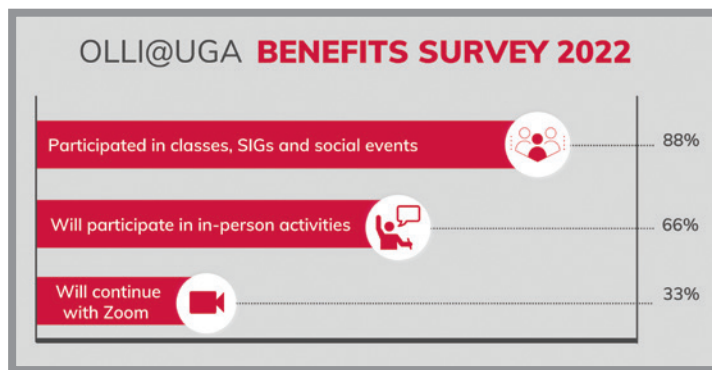 OLLI@UGA BENEFITS SURVEY 2022
Participated in classes, SIGs and social events
88%
Will participate in in-person activities
66%
Will continue
with Zoom
33%